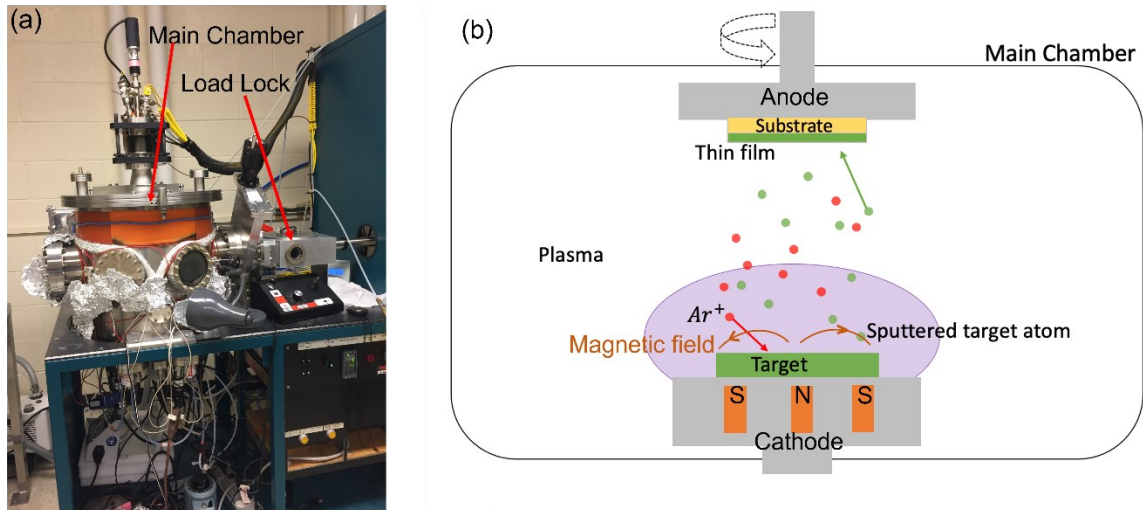 (a)
Main Chamber
Load Lock
(b)
Main Chamber
Anode
Substrate
Thin film
Plasma
Ar⁺
Sputtered target atom
Magnetic field
Target
S N S
Cathode